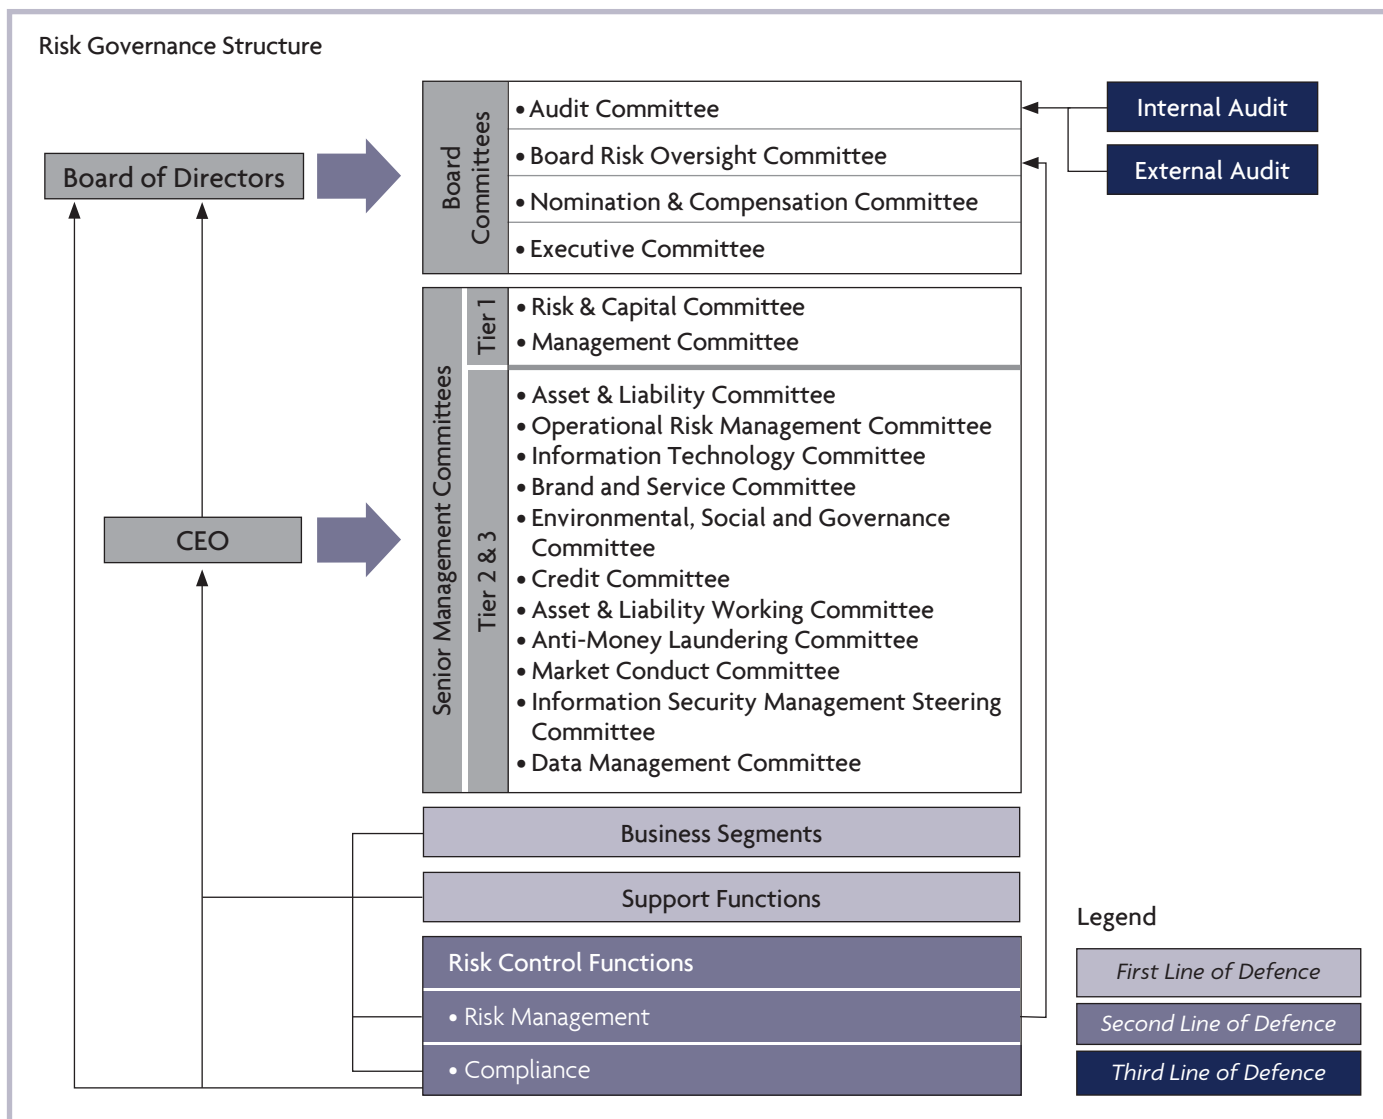 Risk Governance Structure
Board of Directors
CEO
Board
Committees
• Audit Committee
• Board Risk Oversight Committee
• Nomination & Compensation Committee
• Executive Committee
Internal Audit
External Audit
Senior Management Committees
Tier 1
• Risk & Capital Committee
• Management Committee
Tier 2 & 3
• Asset & Liability Committee
• Operational Risk Management Committee
• Information Technology Committee
• Brand and Service Committee
• Environmental, Social and Governance
Committee
• Credit Committee
• Asset & Liability Working Committee
• Anti-Money Laundering Committee
• Market Conduct Committee
• Information Security Management Steering
Committee
• Data Management Committee
Business Segments
Support Functions
Risk Control Functions
• Risk Management
• Compliance
Legend
First Line of Defence
Second Line of Defence
Third Line of Defence